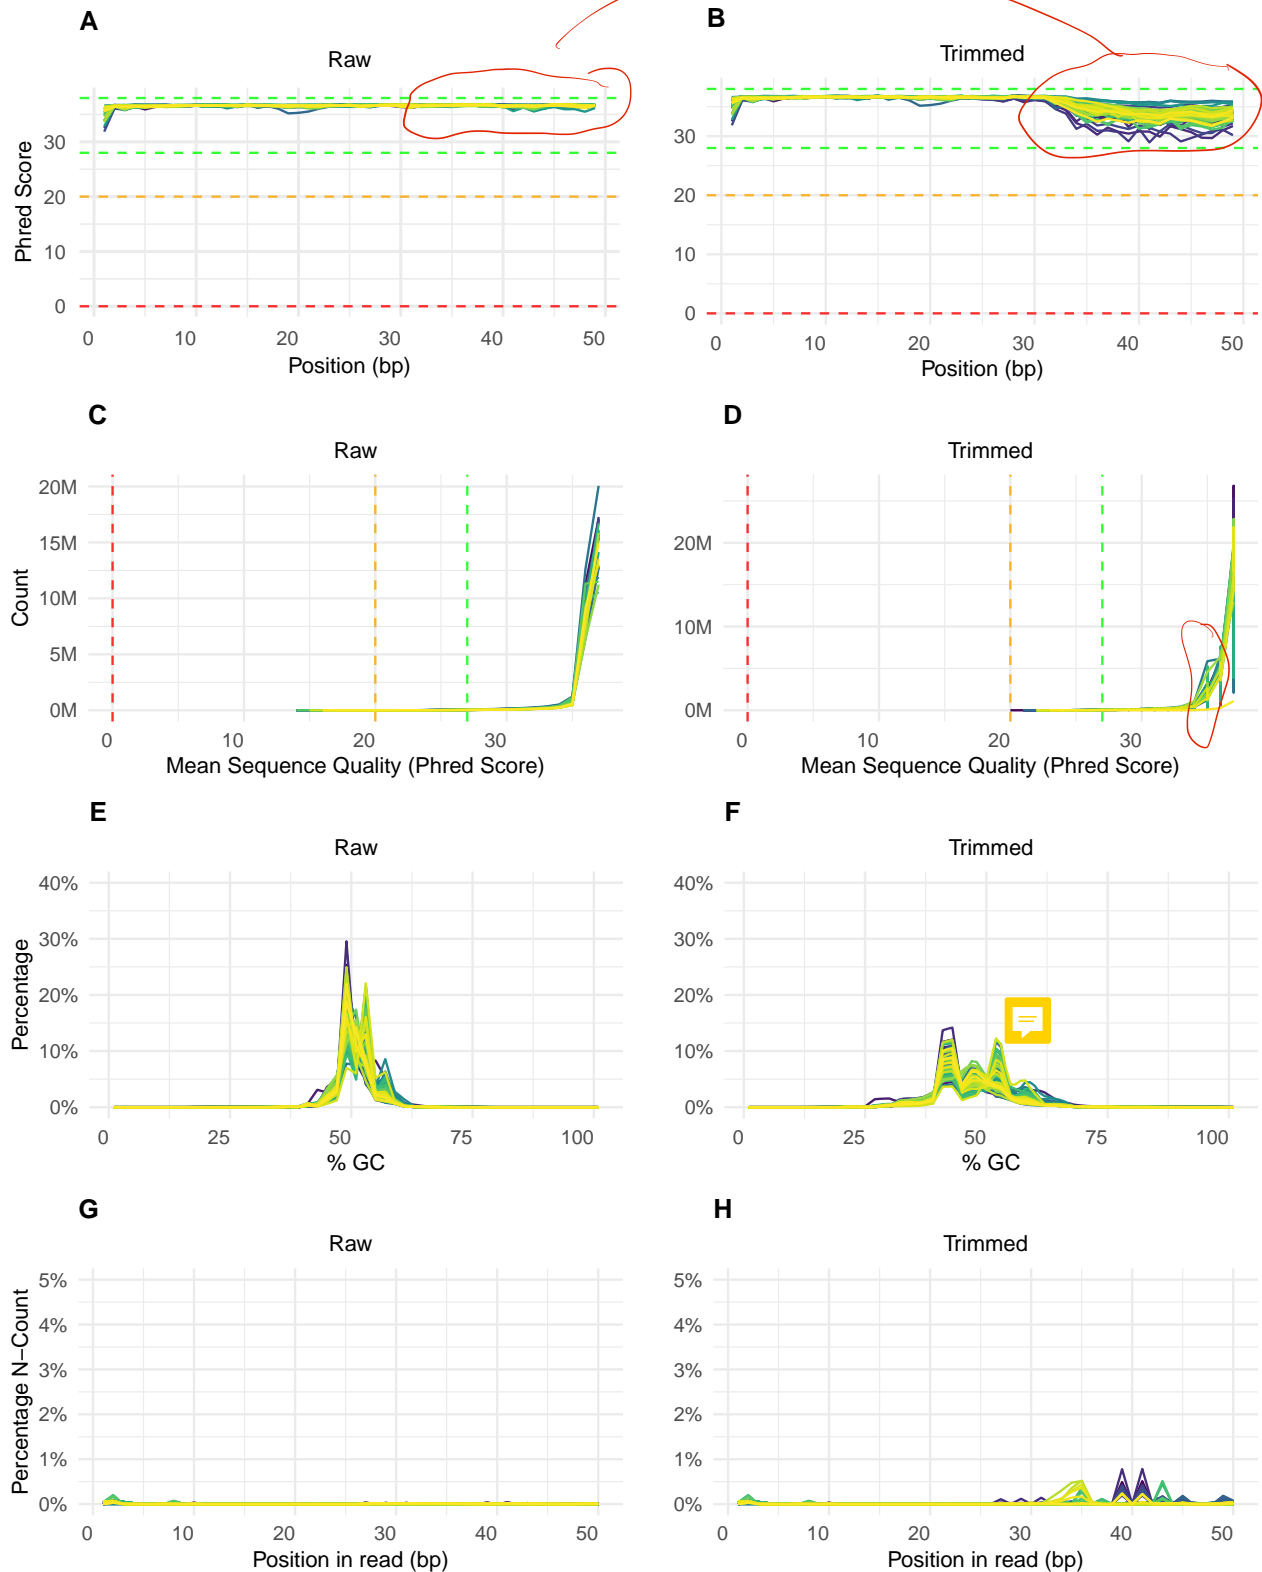 A
B
Raw
Trimmed
Phred Score
30
20
10
0
0 10 20 30 40 50
Position (bp)
30
20
10
0
0 10 20 30 40 50
Position (bp)
C
D
Raw
Trimmed
Count
20M
15M
10M
5M
0M
0 10 20 30
Mean Sequence Quality (Phred Score)
20M
10M
0M
0 10 20 30
Mean Sequence Quality (Phred Score)
E
F
Raw
Trimmed
Percentage
40%
30%
20%
10%
0%
0 50 75 100
% GC
40%
30%
20%
10%
0%
0 25 50 75 100
% GC
G
H
Raw
Trimmed
Percentage N−Count
5%
4%
3%
2%
1%
0%
0 10 20 30 40 50
Position in read (bp)
5%
4%
3%
2%
1%
0%
0 10 20 30 40 50
Position in read (bp)